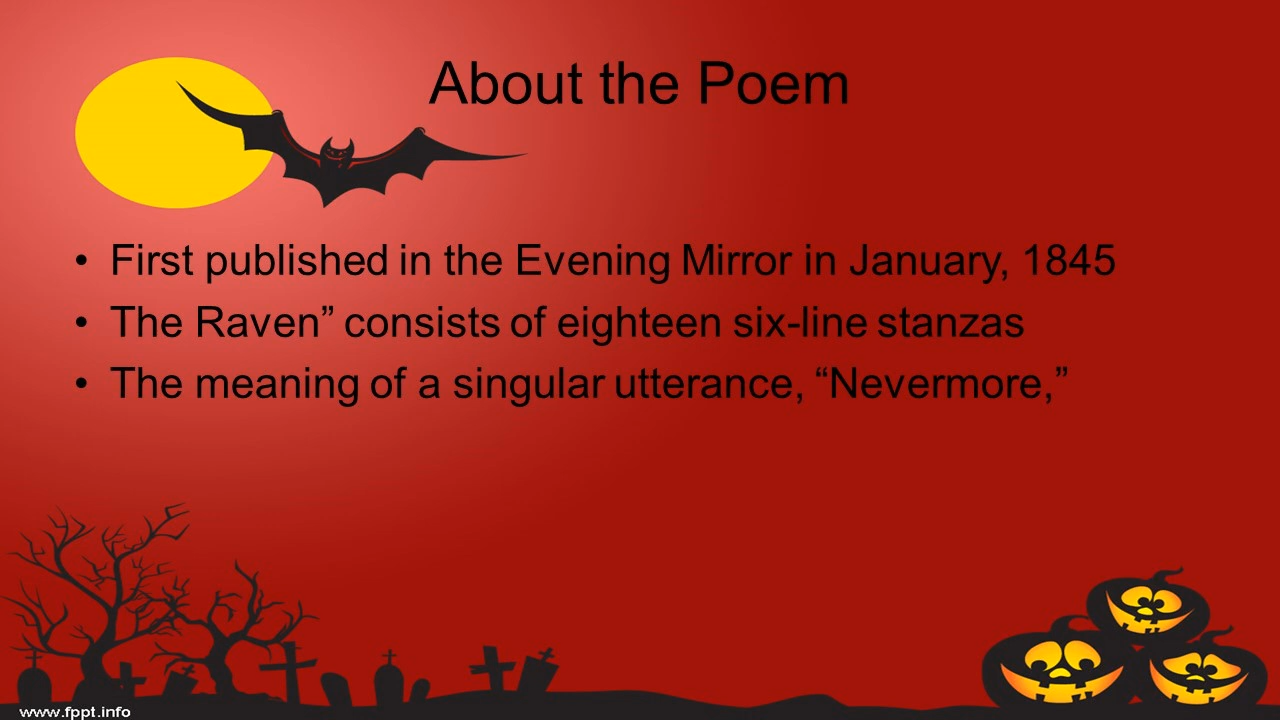 About the Poem
• First published in the Evening Mirror in January, 1845
• The Raven” consists of eighteen six-line stanzas
• The meaning of a singular utterance, “Nevermore,”
www.fppt.info